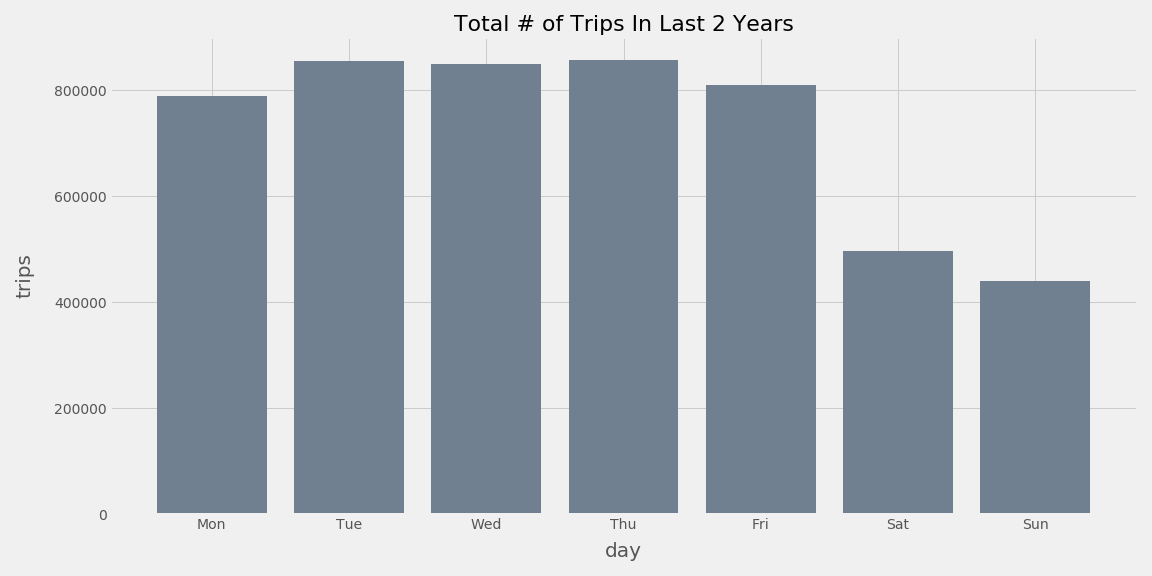 Total # of Trips In Last 2 Years
trips
800000
600000
400000
200000
0
Mon Tue Wed Thu Fri Sat Sun
day